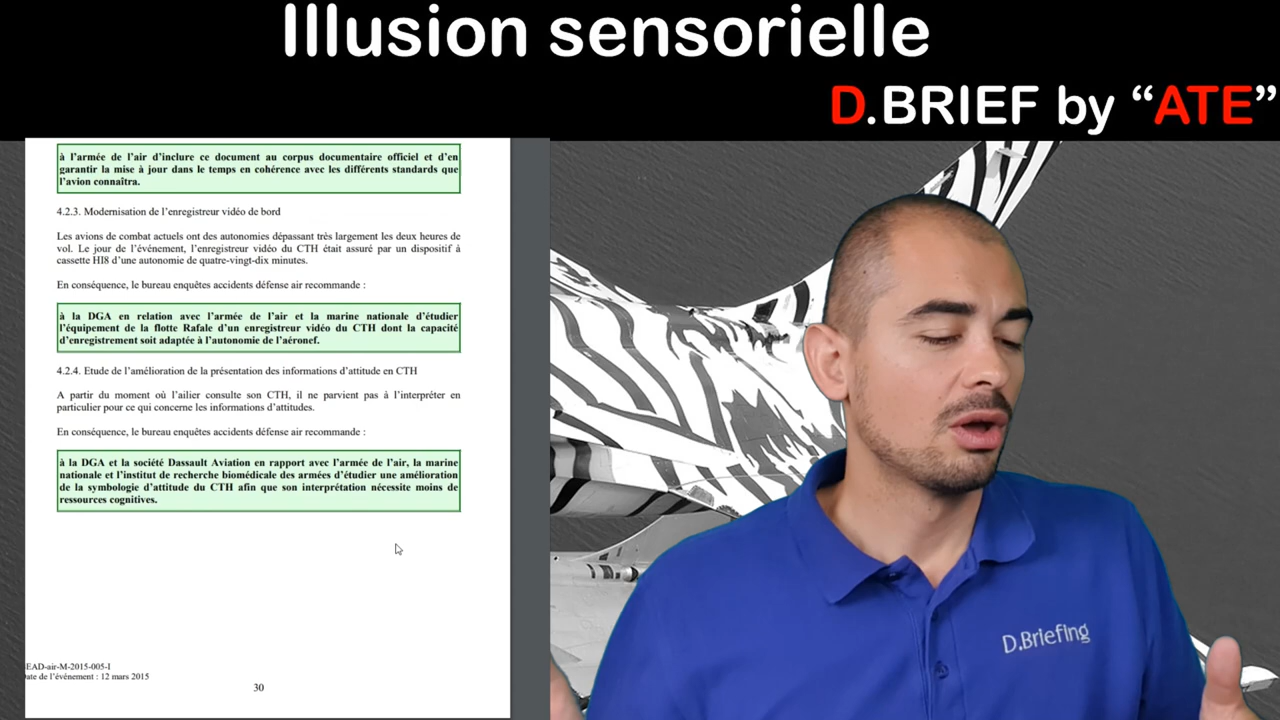 Illusion sensorielle
D.BRIEF by “ATE”
à l’armée de l’air d’inclure ce document au corpus documentaire officiel et d’en
garantir la mise à jour dans le temps en cohérence avec les différents standards que
l’avion connaîtra.
4.2.3. Modernisation de l’enregistreur vidéo de bord
Les avions de combat actuels ont des autonomies dépassant très largement les deux heures de
vol. Le jour de l’événement, l’enregistreur vidéo du CTH était assuré par un dispositif à
cassette HI8 d’une autonomie de quatre-vingt-dix minutes.
En conséquence, le bureau enquêtes accidents défense air recommande :
à la DGA en relation avec l’armée de l’air et la marine nationale d’étudier
l’équipement de la flotte Rafale d’un enregistreur vidéo du CTH dont la capacité
d’enregistrement soit adaptée à l’autonomie de l’aéronef.
4.2.4. Etude de l’amélioration de la présentation des informations d’attitude en CTH
A partir du moment où l’ailier consulte son CTH, il ne parvient pas à l’interpréter en
particulier pour ce qui concerne les informations d’attitudes.
En conséquence, le bureau enquêtes accidents défense air recommande :
à la DGA et la société Dassault Aviation en rapport avec l’armée de l’air, la marine
nationale et l’institut de recherche biomédicale des armées d’étudier une amélioration
de la symbologie d’attitude du CTH afin que son interprétation nécessite moins de
ressources cognitives.
EAD-air-M-2015-005-I
ate de l’événement : 12 mars 2015
30
D.Briefing